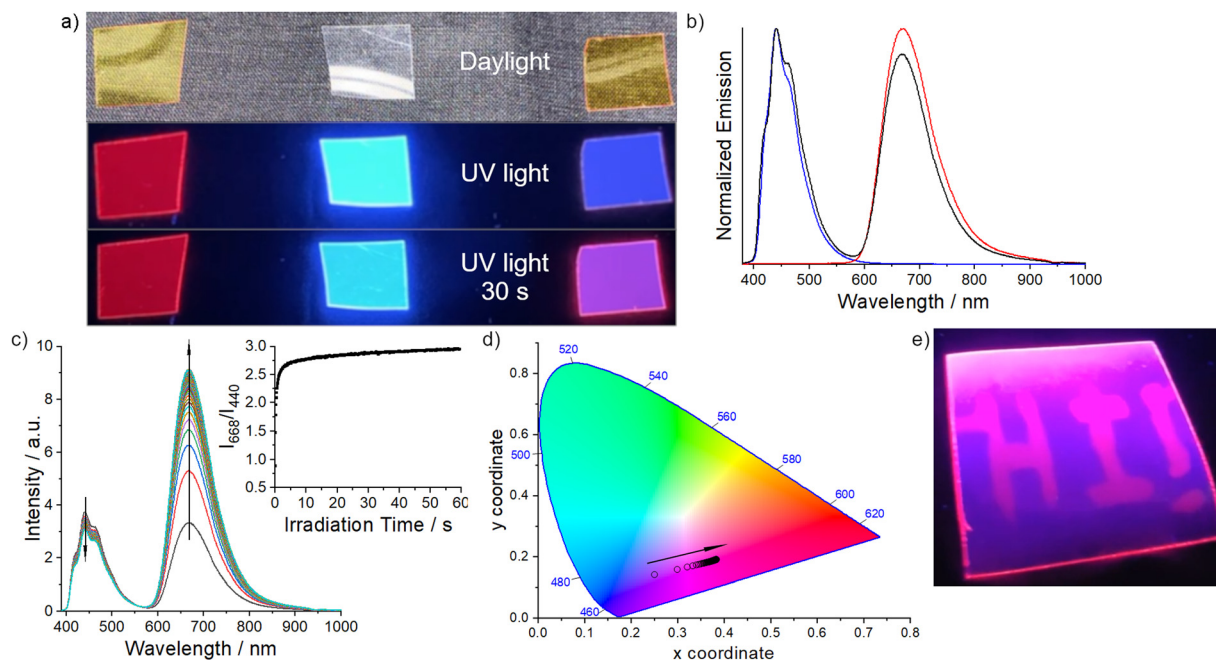 a)
Daylight
UV light
UV light
30 s
b)
Normalized Emission
400 500 600 700 800 900 1000
Wavelength / nm
c)
10
8
6
4
2
0
Intensity / a.u.
400 500 600 700 800 900 1000
Wavelength / nm
3.0
2.5
2.0
1.5
1.0
0.5
I668/I440
0 10 20 30 40 50 60
Irradiation Time / s
d)
0.8
0.6
0.4
0.2
0.0
y coordinate
520
540
560
580
600
620
500
480
460
0.0 0.1 0.2 0.3 0.4 0.5 0.6 0.7 0.8
x coordinate
e)
HI!